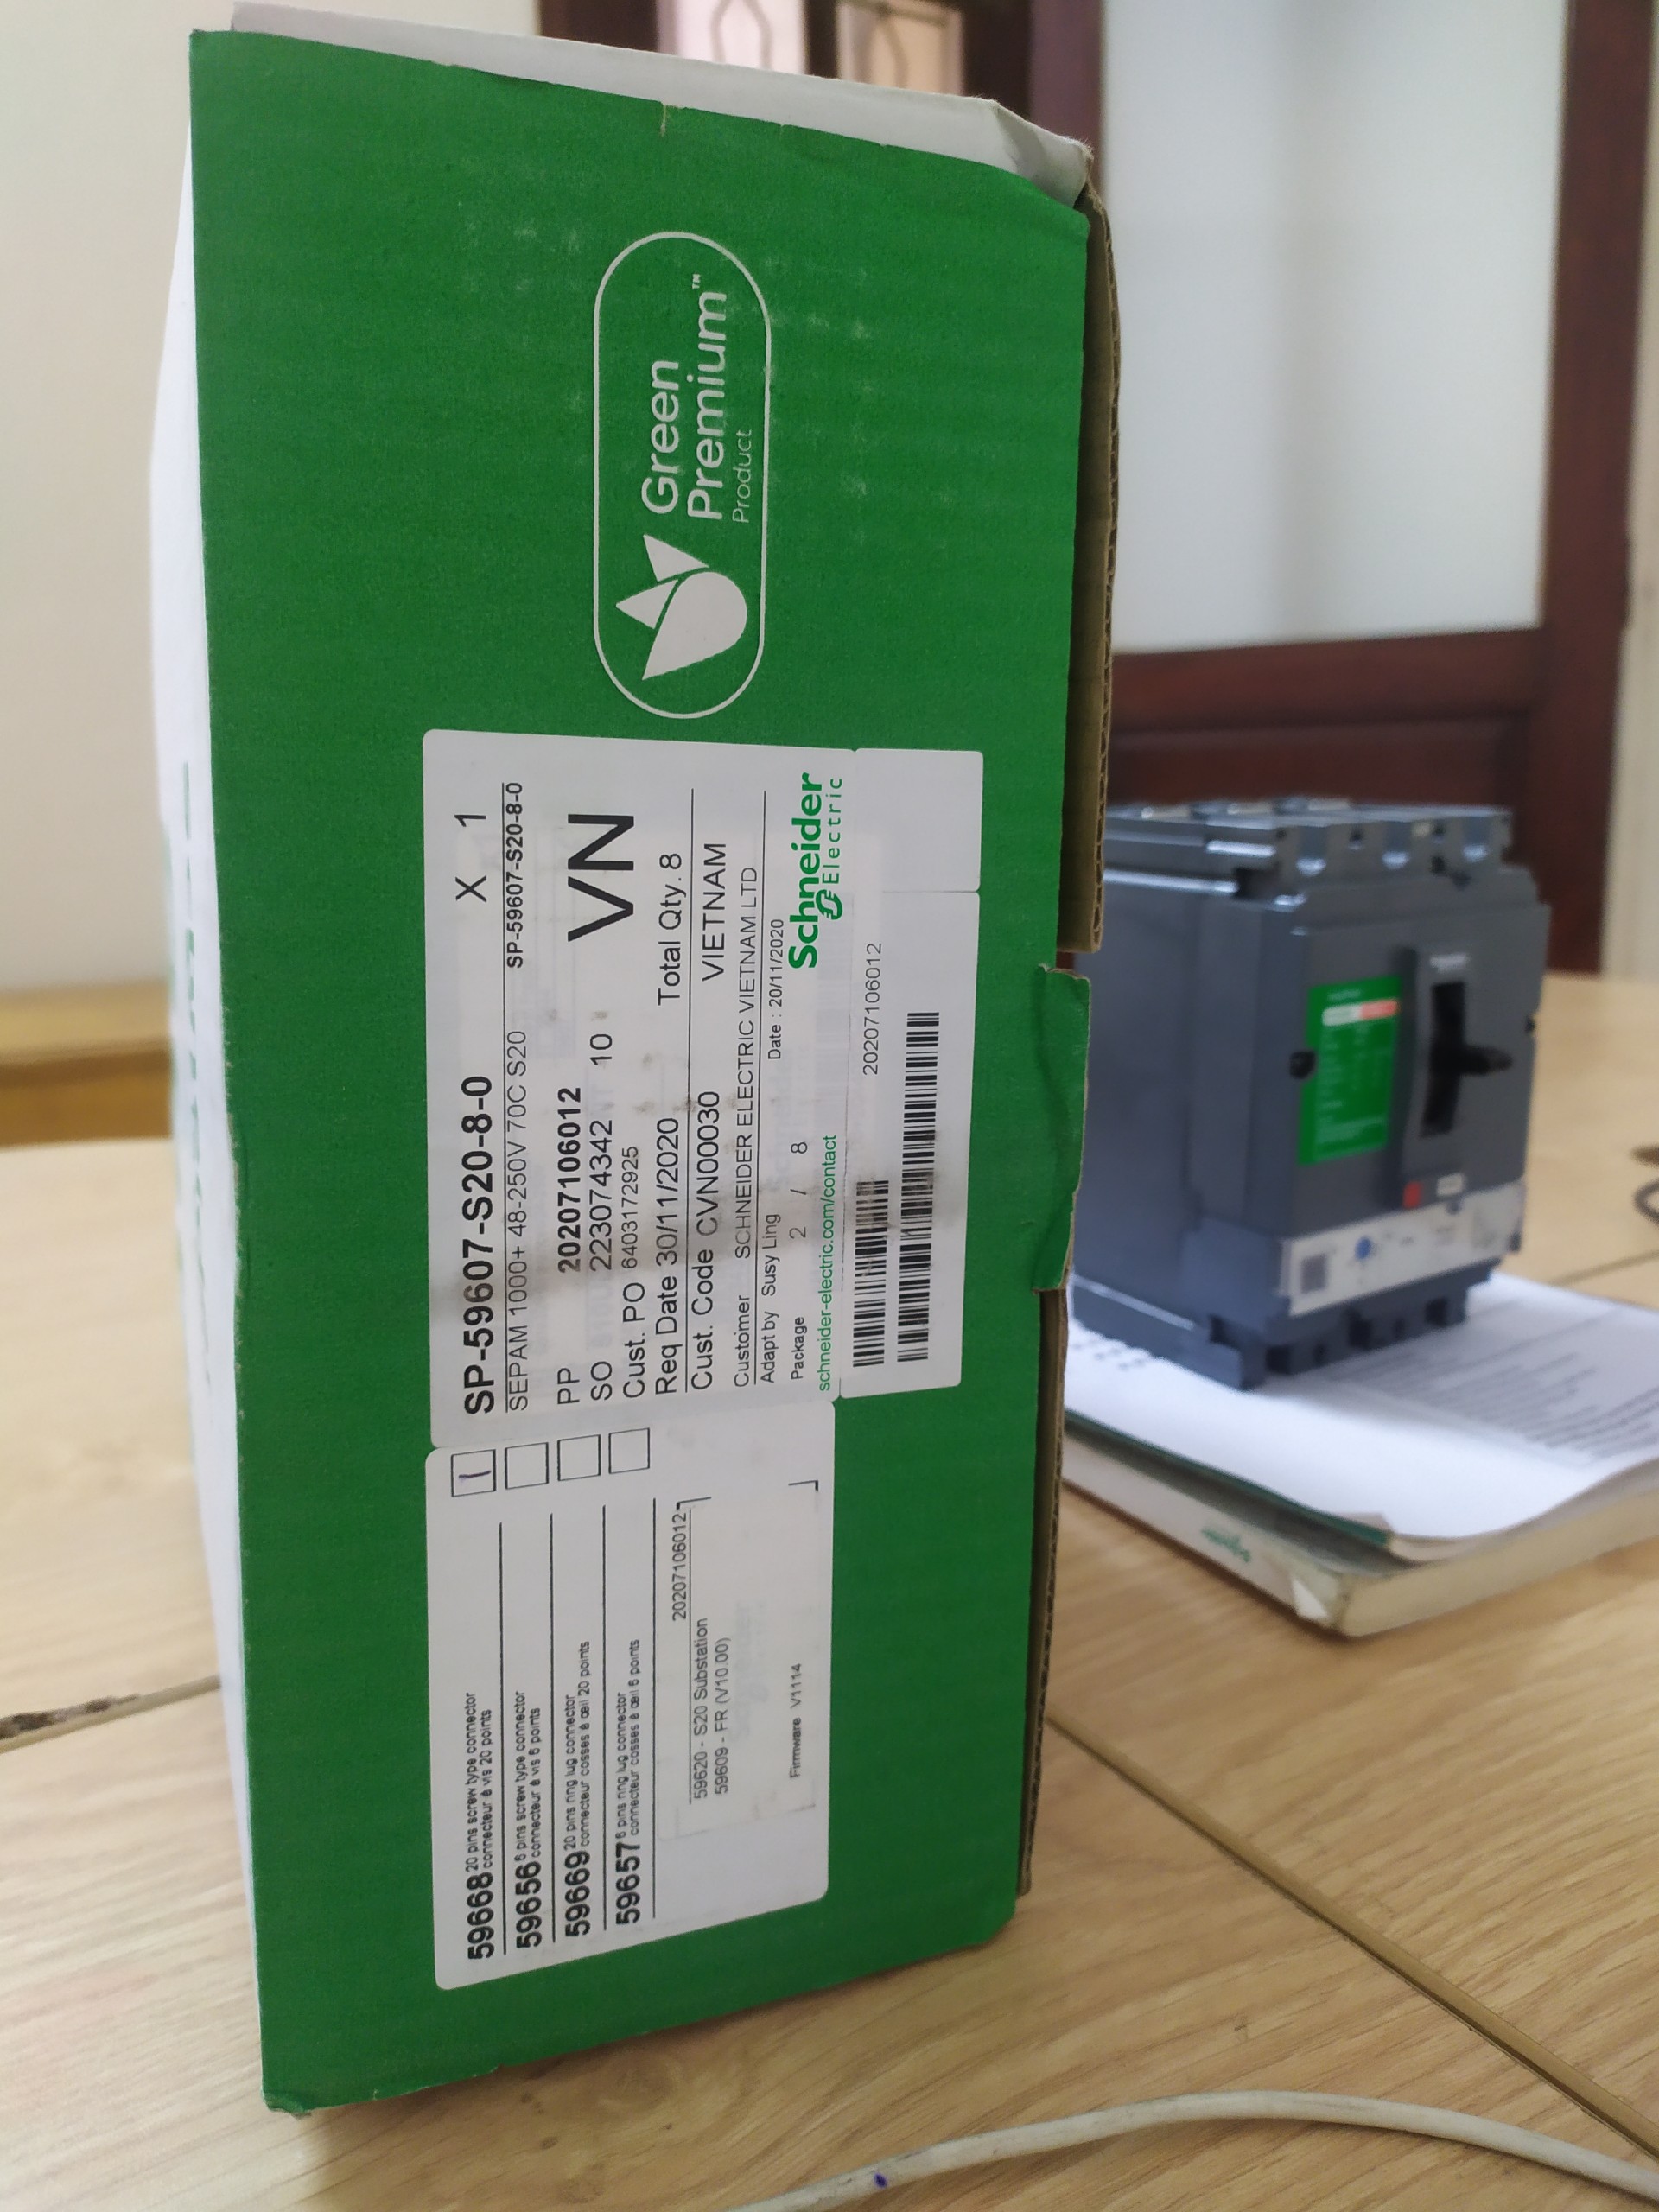 SP-59607-S20-8-0 X 1
SEPAM 1000+ 48-250V 70C S20 SP-59607-S20-8-0
PP 20207106012
SO 223074342 10 VN
Cust. PO 6403172925
Req Date 30/11/2020 Total Qty. 8
Cust. Code CVN00030 VIETNAM
Customer SCHNEIDER ELECTRIC VIETNAM LTD
Adapt by Susy Ling Date : 20/11/2020
Package 2 / 8
schneider-electric.com/contact
Schneider
Electric
20207106012
59668 20 pins screw type connector
connecteur à vis 20 points
59656 6 pins screw type connector
connecteur à vis 6 points
59669 20 pins ring lug connector
connecteur cosses à œil 20 points
59657 6 pins ring lug connector
connecteur cosses à œil 6 points
20207106012-
59620 - S20 Substation
59609 - FR (V10.00)
Firmware V1114
Green
Premium™
Product